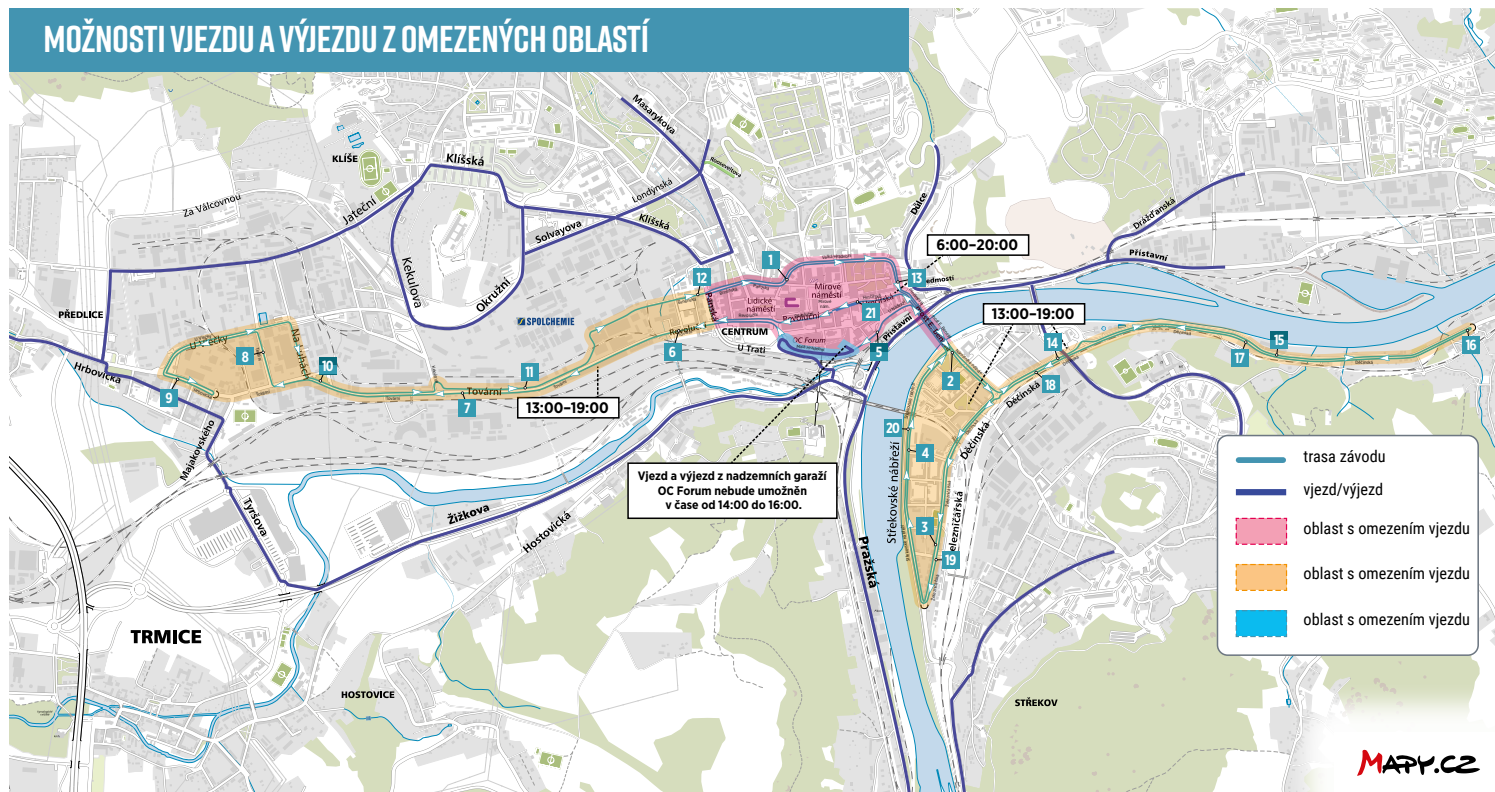 MOŽNOSTI VJEZDU A VÝJEZDU Z OMEZENÝCH OBLASTÍ
Masarykova
KLÍŠE
Klíšská
Rooseveltova
Londýnská
Za Válcovnou
Jateční
Solvayova
Klíšská
Důlce
Drážďanská
6:00–20:00
Přístavní
Kekulova
Okružní
1
12
13
Mírové
náměstí
Lidické
náměstí
Panská
Revoluční
21
PŘEDLICE
SPOLCHEMIE
CENTRUM
13:00–19:00
Přístavní
OC Forum
U Trati
6
5
14
17
15
16
8
10
11
2
18
Hrbovická
9
Tovární
7
Děčínská
13:00–19:00
20
Děčínská
4
Majakovského
Střekovské nábřeží
Vjezd a výjezd z nadzemních garáží
OC Forum nebude umožněn
v čase od 14:00 do 16:00.
trasa závodu
vjezd/výjezd
oblast s omezením vjezdu
oblast s omezením vjezdu
oblast s omezením vjezdu
Tyršova
Žižkova
Hostovická
3
19
Pražská
TRMICE
HOSTOVICE
STŘEKOV
MAPY.CZ